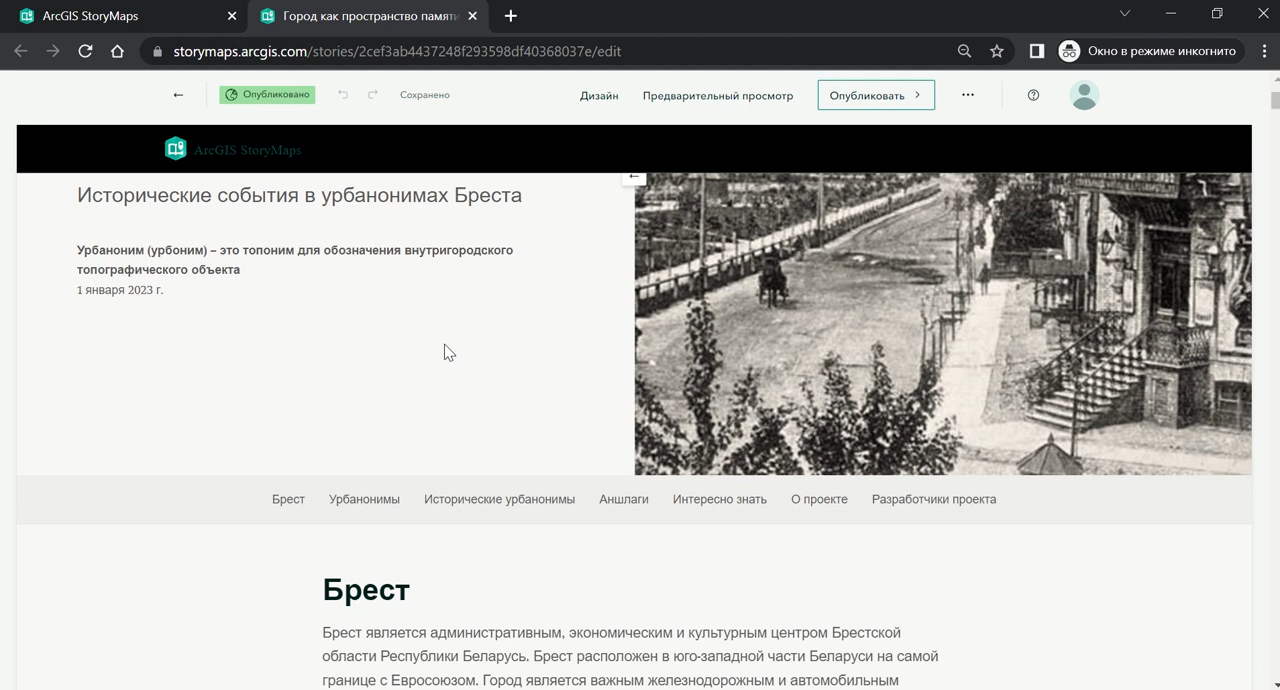 ArcGIS StoryMaps
Город как пространство памяти
storymaps.arcgis.com/stories/2cef3ab4437248f293598df40368037e/edit
Окно в режиме инкогнито
Опубликовано
Сохранено
Дизайн
Предварительный просмотр
Опубликовать
ArcGIS StoryMaps
Исторические события в урбанонимах Бреста
Урбаноним (урбоним) – это топоним для обозначения внутригородского
топографического объекта
1 января 2023 г.
Брест Урбанонимы Исторические урбанонимы Аншлаги Интересно знать О проекте Разработчики проекта
Брест
Брест является административным, экономическим и культурным центром Брестской
области Республики Беларусь. Брест расположен в юго-западной части Беларуси на самой
границе с Евросоюзом. Город является важным железнодорожным и автомобильным